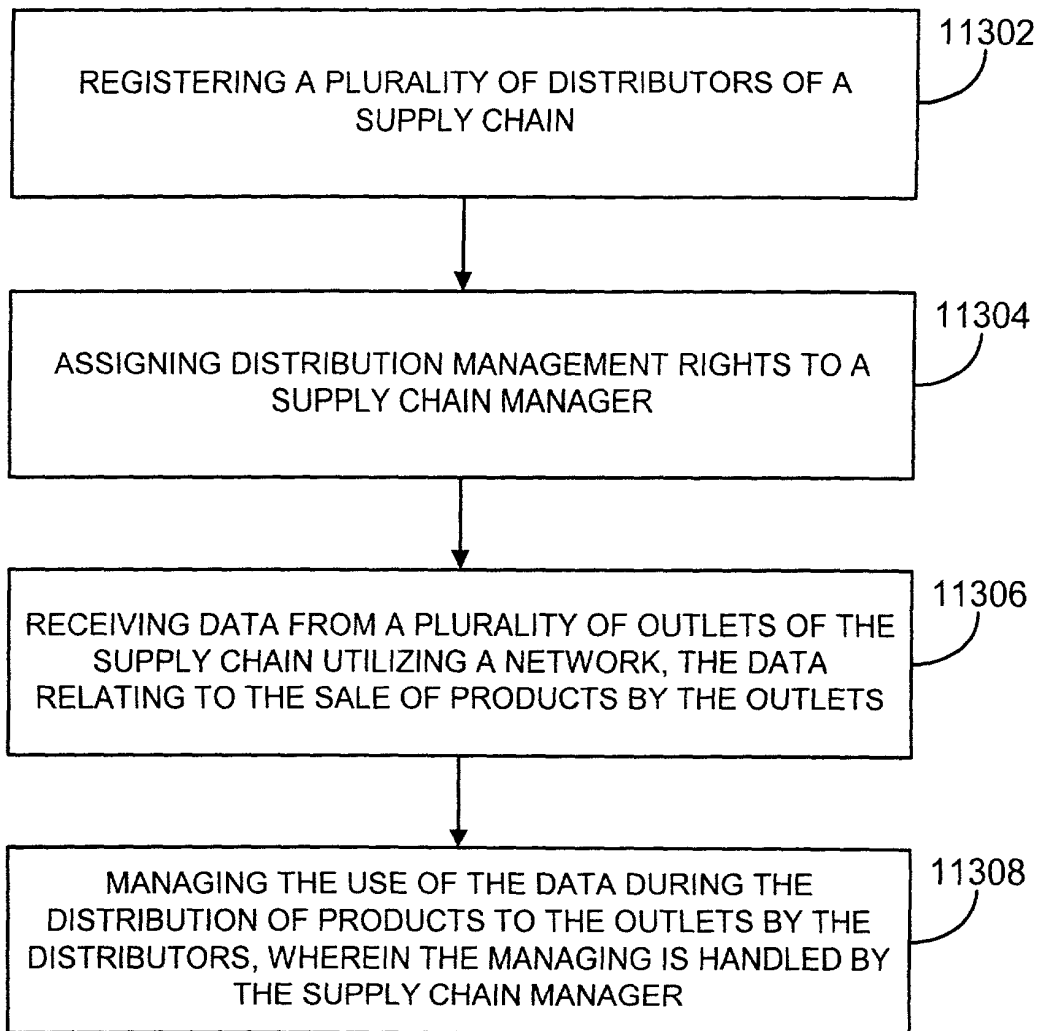 11302
REGISTERING A PLURALITY OF DISTRIBUTORS OF A
SUPPLY CHAIN
11304
ASSIGNING DISTRIBUTION MANAGEMENT RIGHTS TO A
SUPPLY CHAIN MANAGER
11306
RECEIVING DATA FROM A PLURALITY OF OUTLETS OF THE
SUPPLY CHAIN UTILIZING A NETWORK, THE DATA
RELATING TO THE SALE OF PRODUCTS BY THE OUTLETS
11308
MANAGING THE USE OF THE DATA DURING THE
DISTRIBUTION OF PRODUCTS TO THE OUTLETS BY THE
DISTRIBUTORS, WHEREIN THE MANAGING IS HANDLED BY
THE SUPPLY CHAIN MANAGER